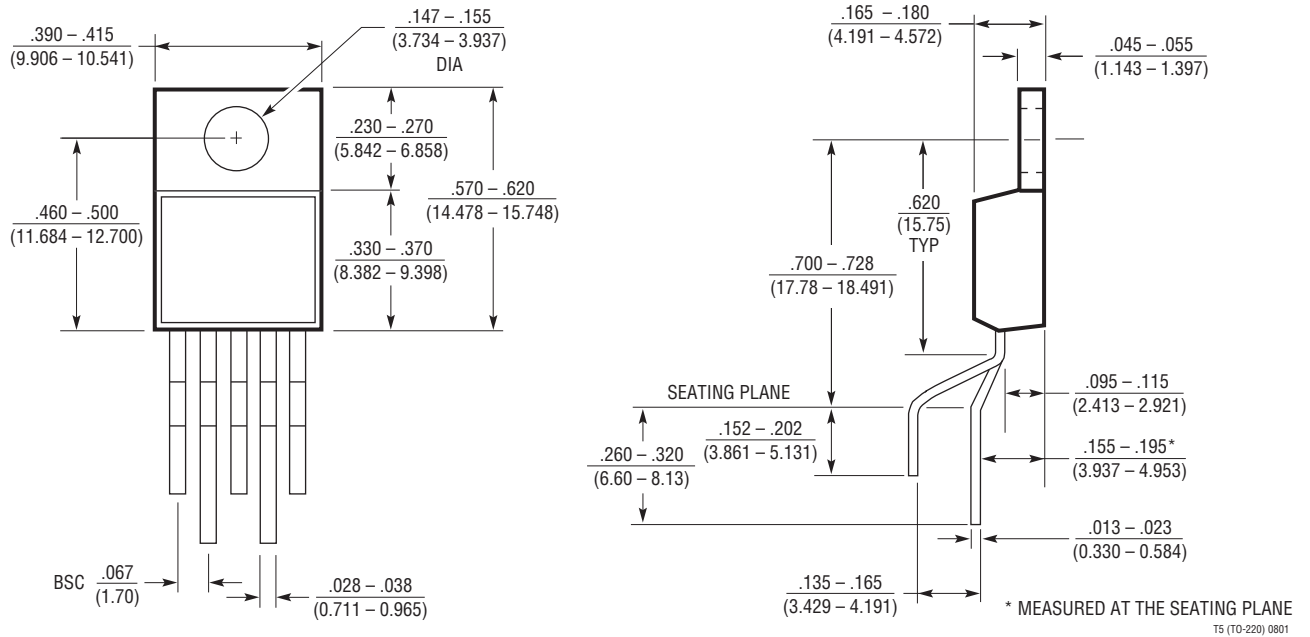 .390 – .415
(9.906 – 10.541)
.147 – .155
(3.734 – 3.937)
DIA
.230 – .270
(5.842 – 6.858)
.570 – .620
(14.478 – 15.748)
.460 – .500
(11.684 – 12.700)
.330 – .370
(8.382 – 9.398)
BSC .067
(1.70)
.028 – .038
(0.711 – 0.965)
.165 – .180
(4.191 – 4.572)
.045 – .055
(1.143 – 1.397)
.620
(15.75)
TYP
.700 – .728
(17.78 – 18.491)
SEATING PLANE
.152 – .202
(3.861 – 5.131)
.260 – .320
(6.60 – 8.13)
.095 – .115
(2.413 – 2.921)
.155 – .195*
(3.937 – 4.953)
.013 – .023
(0.330 – 0.584)
.135 – .165
(3.429 – 4.191)
* MEASURED AT THE SEATING PLANE
T5 (TO-220) 0801